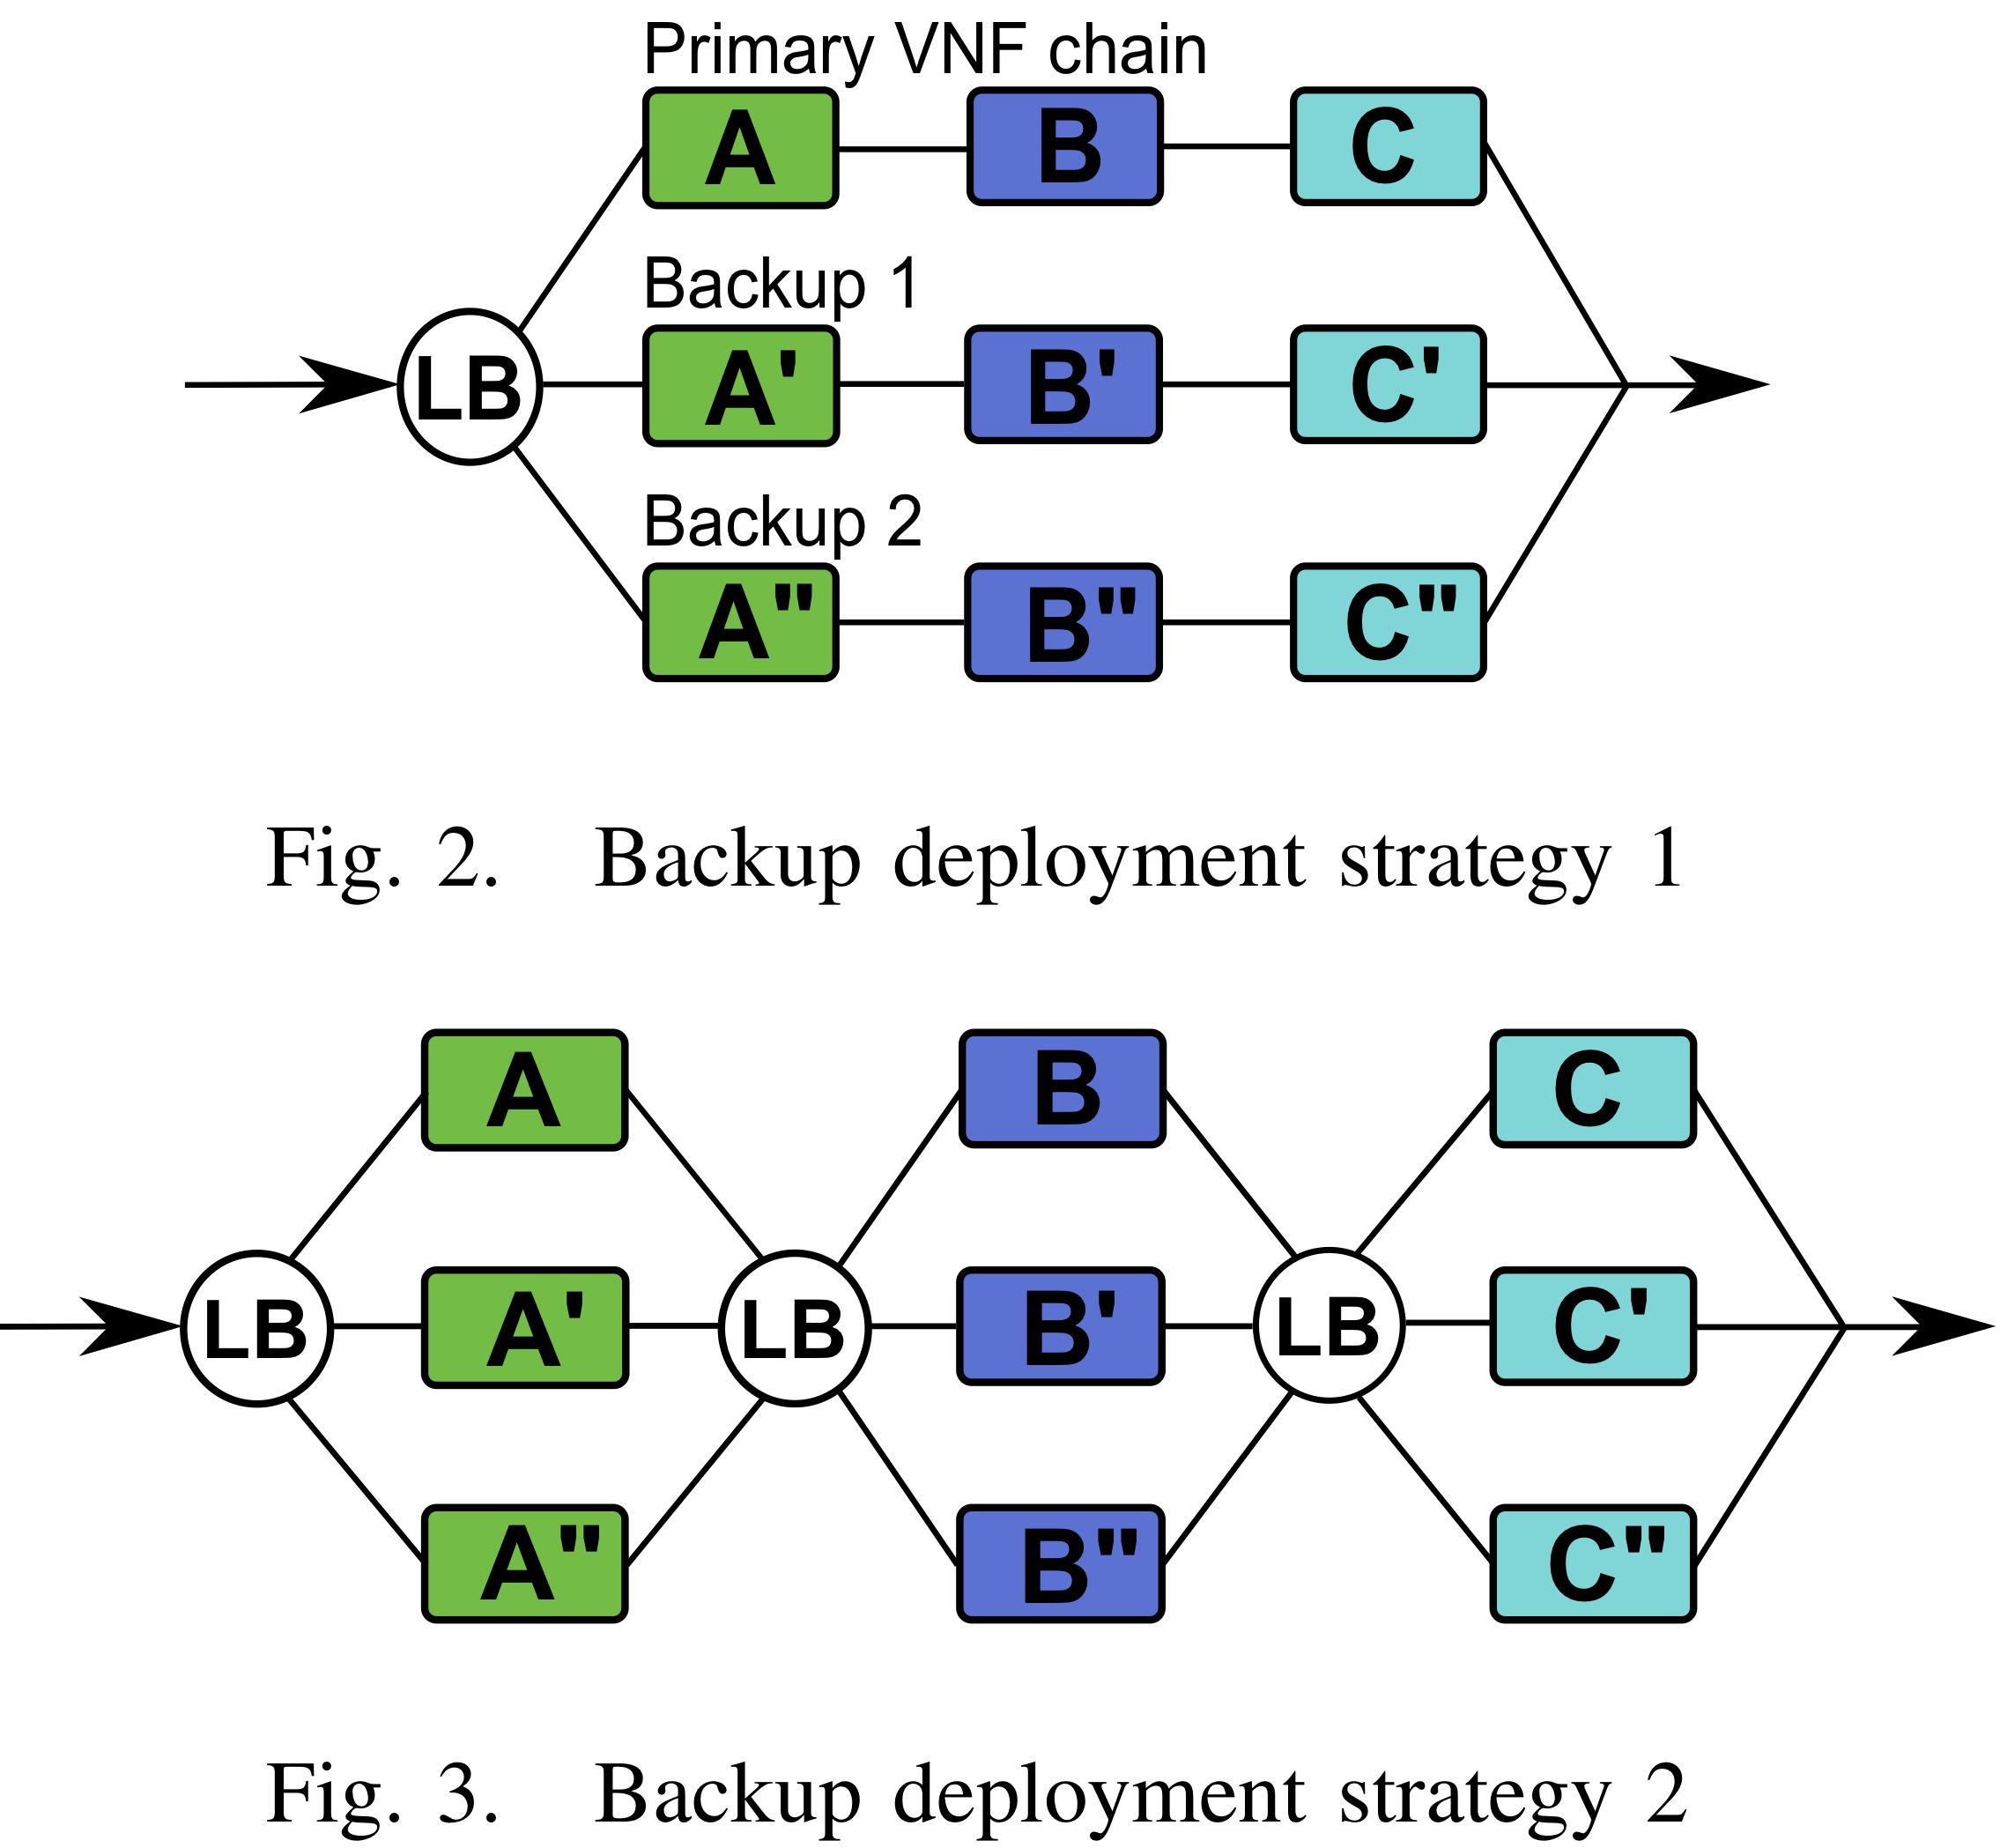 Primary VNF chain
A B C
Backup 1
LB A' B' C'
Backup 2
A" B" C"
Fig. 2. Backup deployment strategy 1
A B C
LB A' LB B' LB C'
A" B" C"
Fig. 3. Backup deployment strategy 2